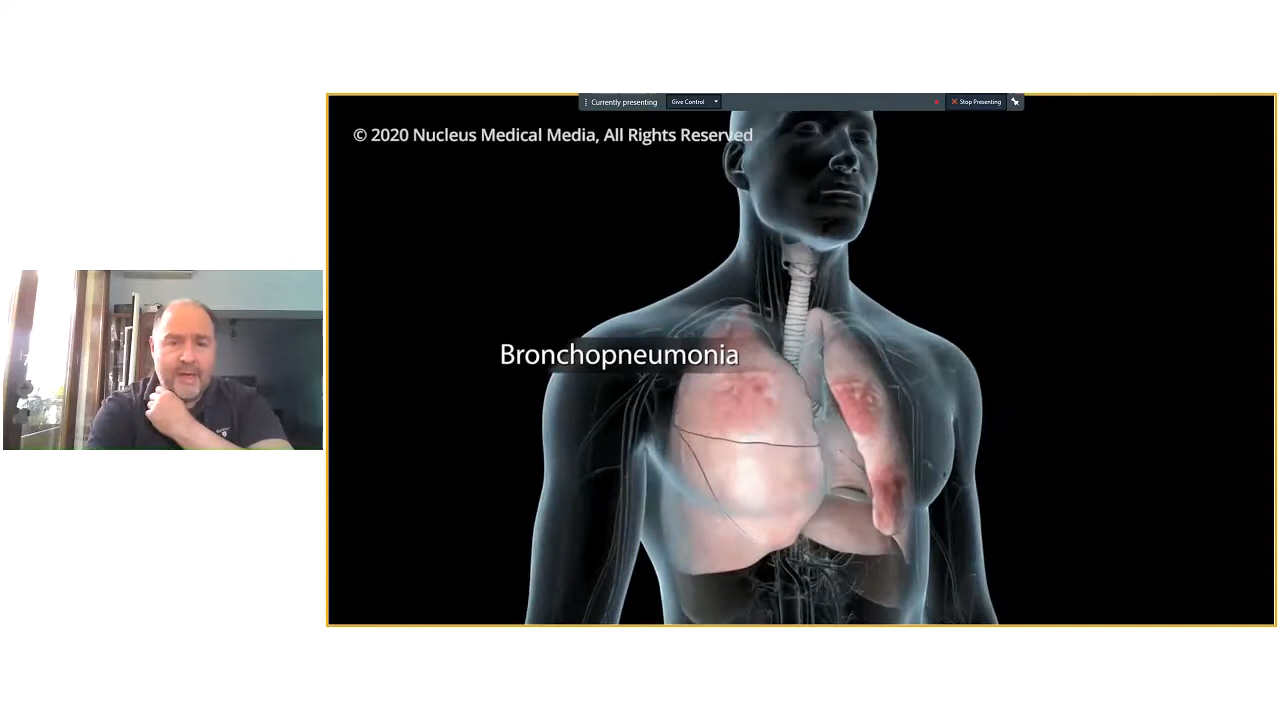 Currently presenting
Give Control
Stop Presenting
© 2020 Nucleus Medical Media, All Rights Reserved
Bronchopneumonia